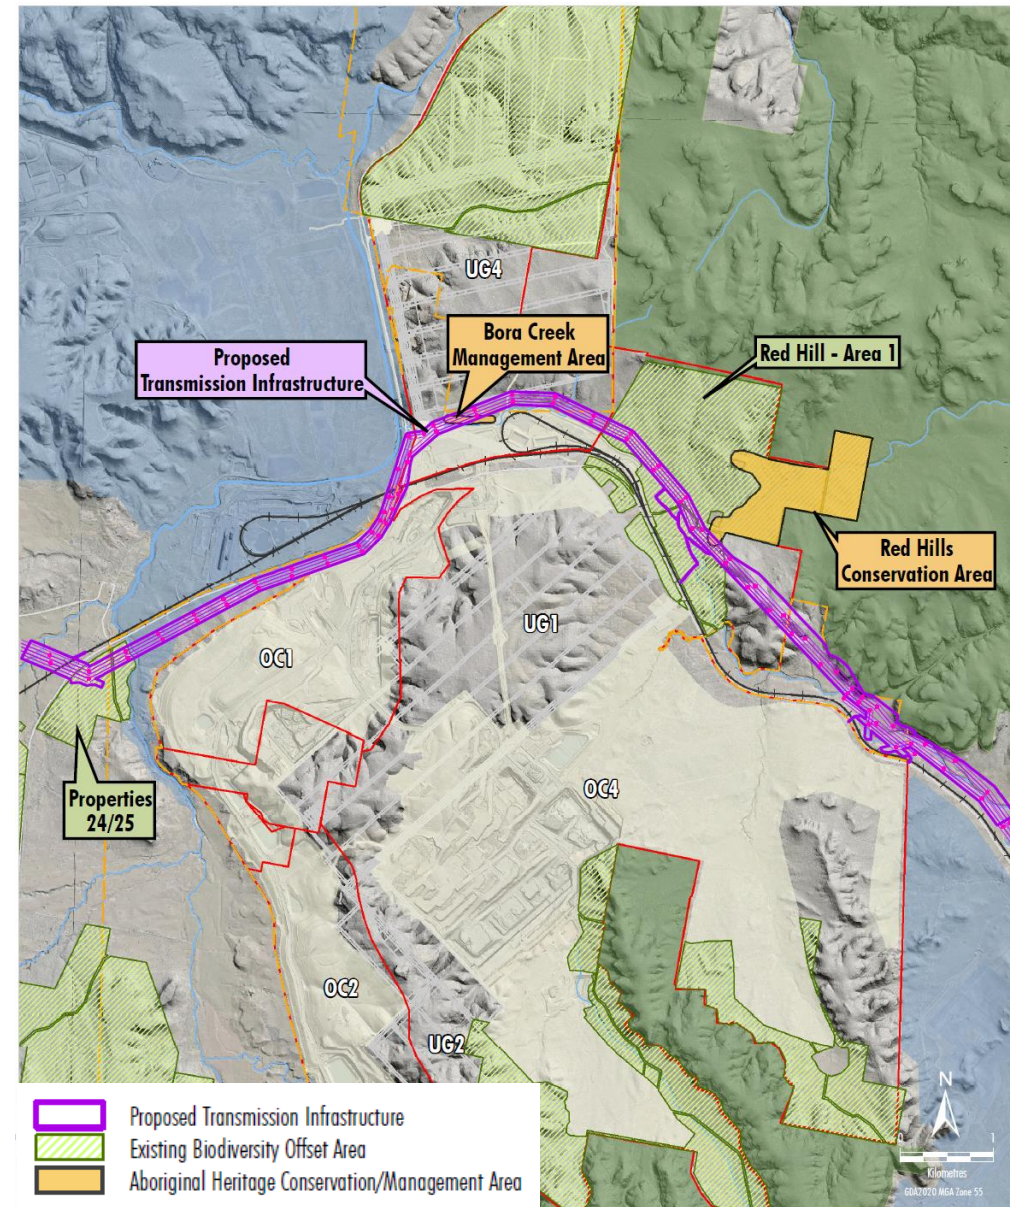 UG4
Bora Creek
Management Area
Proposed
Transmission Infrastructure
Red Hill - Area 1
Red Hills
Conservation Area
UG1
OC1
Properties
24/25
OC4
OC2
UG2
N
0 1
Kilometres
GDA2020 MGA Zone 55
Proposed Transmission Infrastructure
Existing Biodiversity Offset Area
Aboriginal Heritage Conservation/Management Area